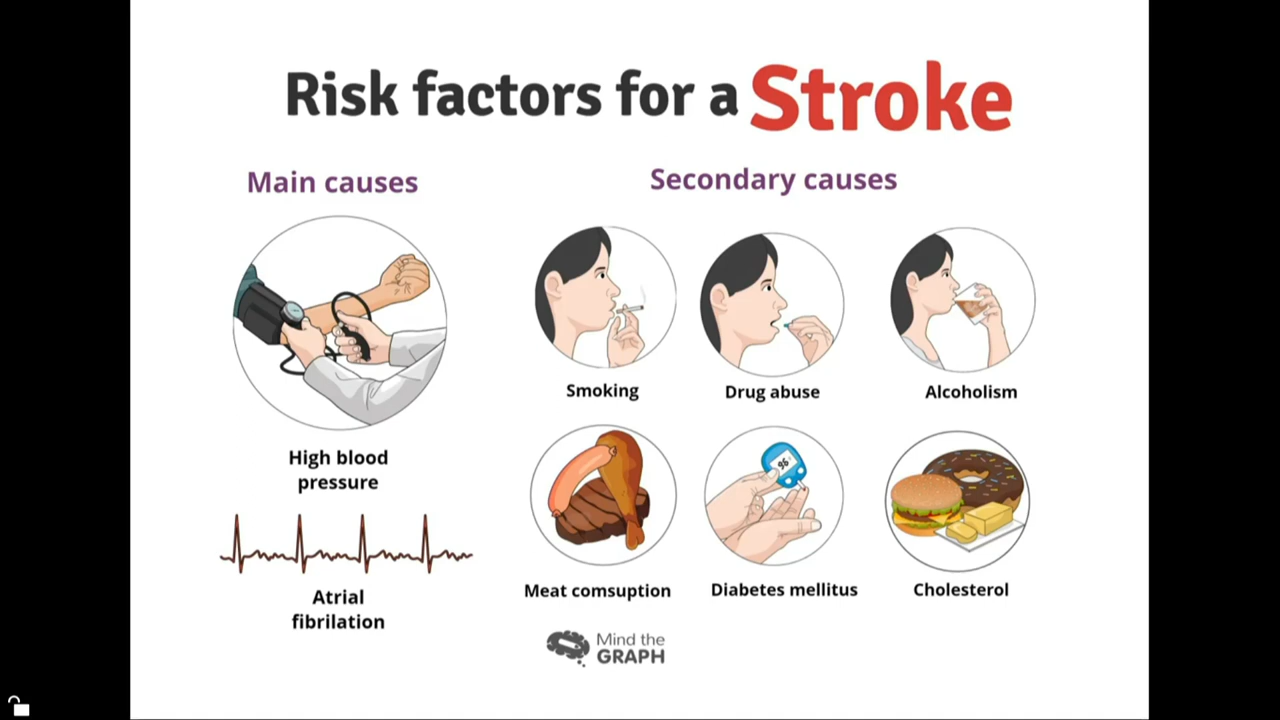 Risk factors for a Stroke
Main causes
Secondary causes
High blood
pressure
Atrial
fibrilation
Smoking
Drug abuse
Alcoholism
Meat comsuption
Diabetes mellitus
Cholesterol
Mind the
GRAPH